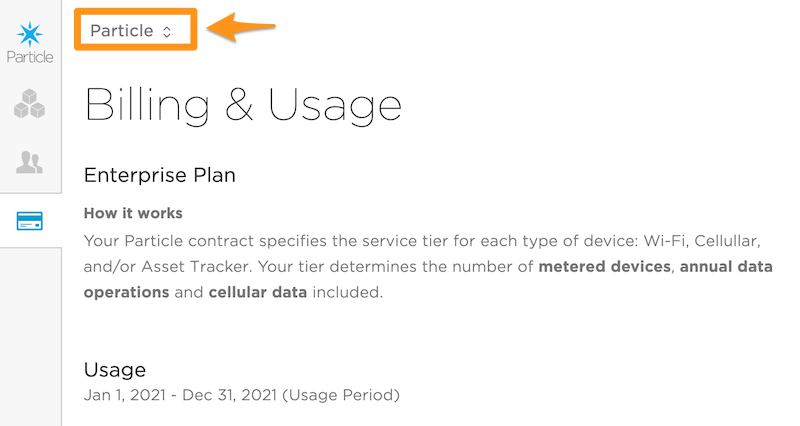 Particle
Particle
Billing & Usage
Enterprise Plan
How it works
Your Particle contract specifies the service tier for each type of device: Wi-Fi, Cellullar,
and/or Asset Tracker. Your tier determines the number of metered devices, annual data
operations and cellular data included.
Usage
Jan 1, 2021 - Dec 31, 2021 (Usage Period)